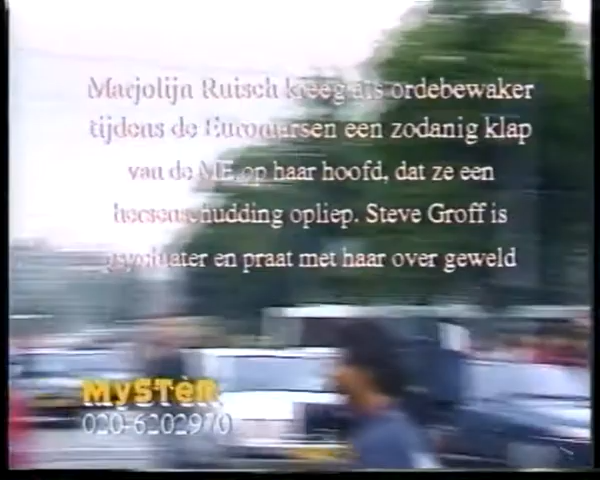 Marjolijn Ruisch kreeg als ordebewaker
tijdens de Euromarsen een zodanig klap
van de ME op haar hoofd, dat ze een
hersenschudding opliep. Steve Groff is
psychiater en praat met haar over geweld
MYSTèR
020-6202970